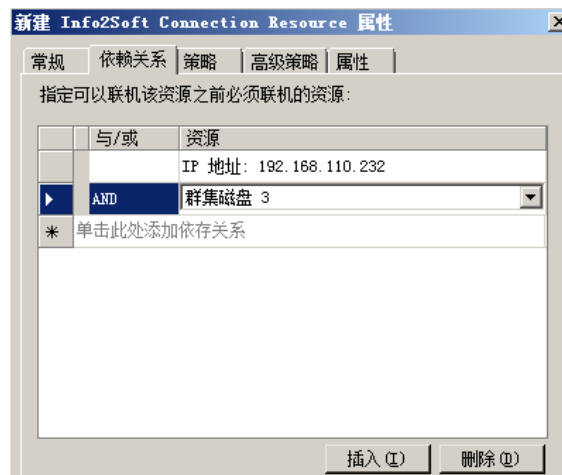 新建 Info2Soft Connection Resource 属性
常规 依赖关系 策略 高级策略 属性
指定可以联机该资源之前必须联机的资源:
与/或 资源
IP 地址: 192.168.110.232
AND 群集磁盘 3
单击此处添加依存关系
插入(I) 删除(D)